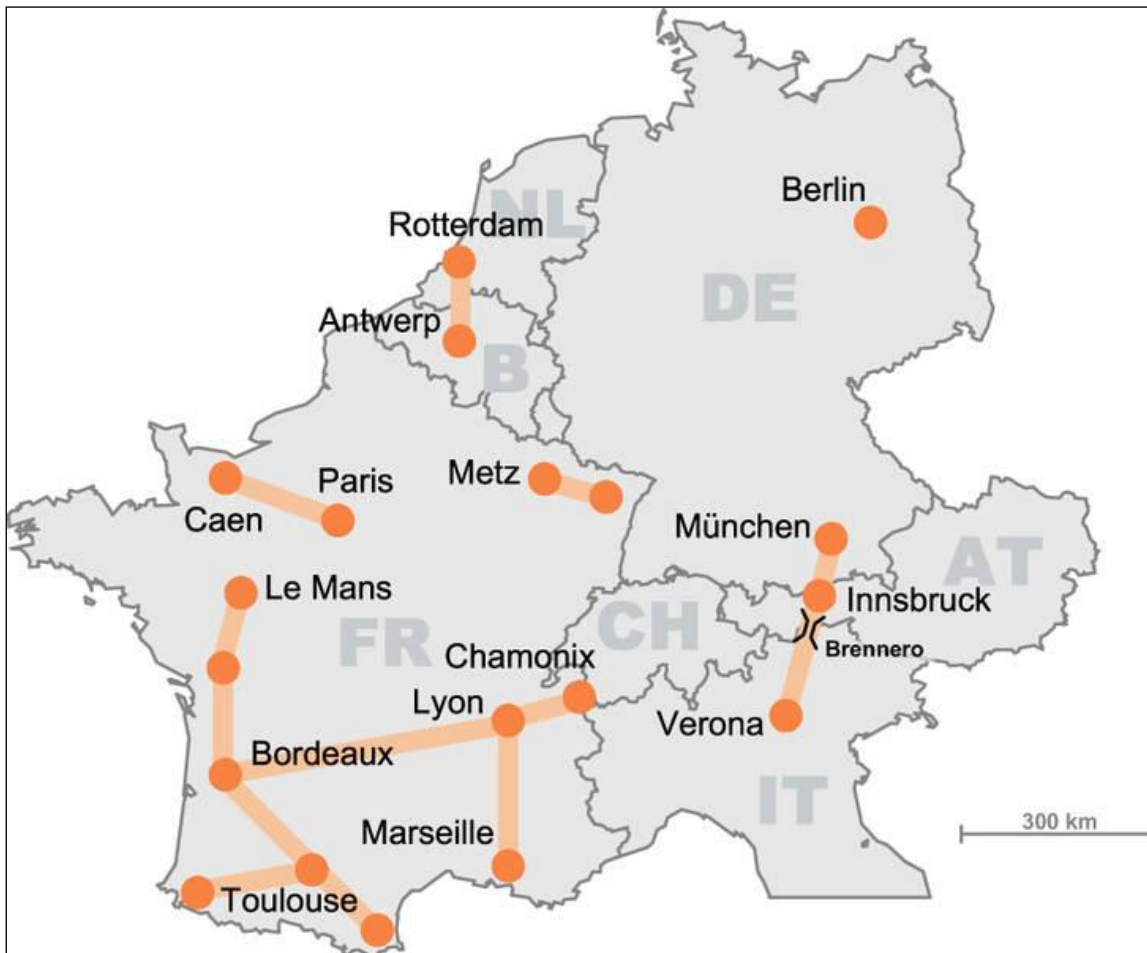 Berlin
NL
Rotterdam
DE
Antwerp
B
Metz
Paris
Caen
München
AT
Le Mans
Innsbruck
CH
FR
Brennero
Chamonix
Lyon
Verona
Bordeaux
IT
300 km
Marseille
Toulouse